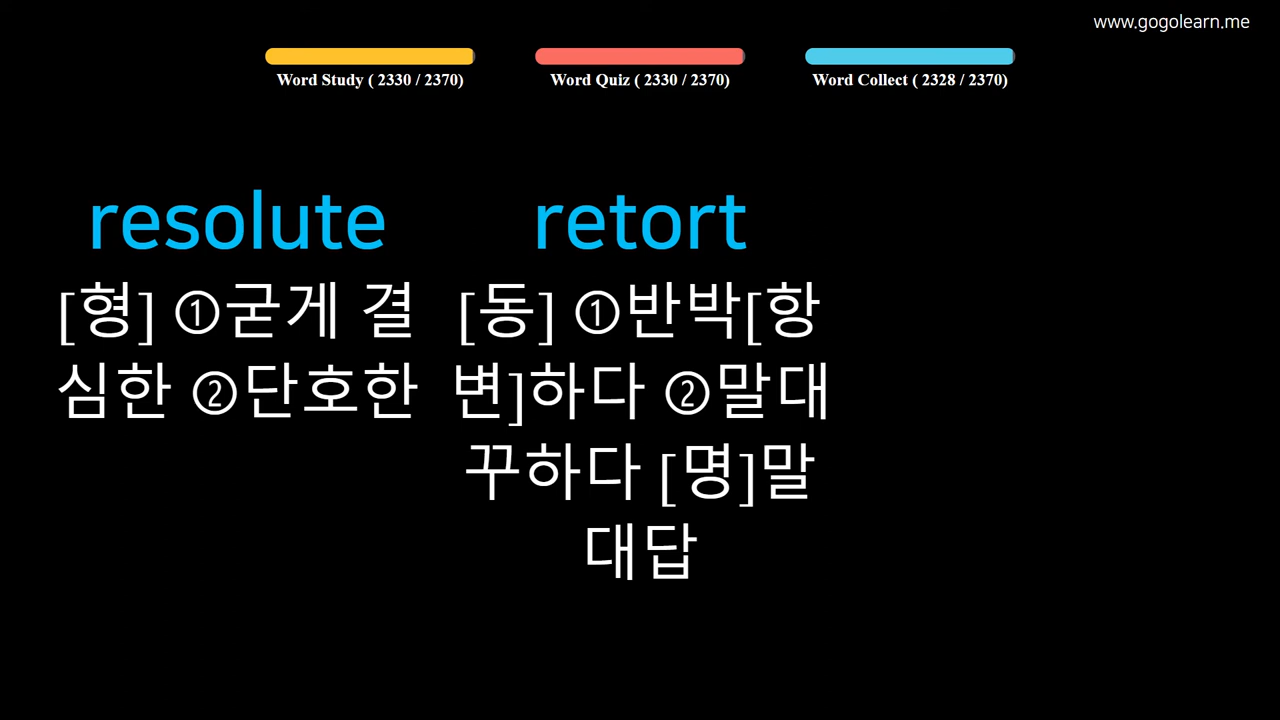 www.gogolearn.me
Word Study ( 2330 / 2370)
Word Quiz ( 2330 / 2370)
Word Collect ( 2328 / 2370)
resolute
[형] ①굳게 결
심한 ②단호한
retort
[동] ①반박[항
변]하다 ②말대
꾸하다 [명]말
대답